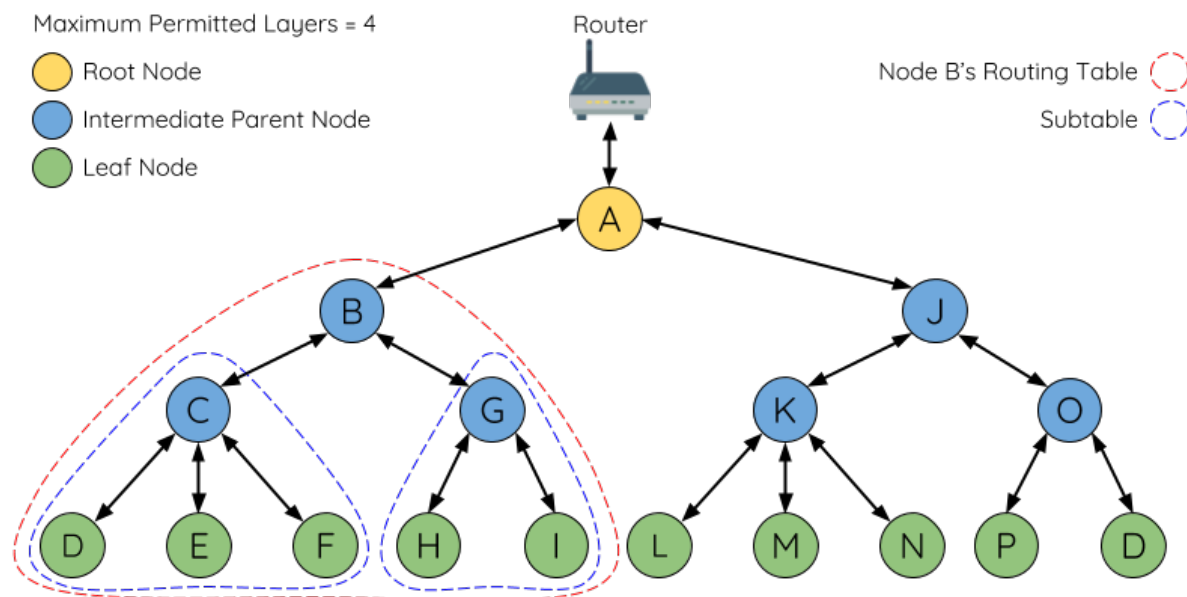 Maximum Permitted Layers = 4
Router
Root Node
Node B's Routing Table
Intermediate Parent Node
Subtable
Leaf Node
A
B
J
C
G
K
O
D
E
F
H
I
L
M
N
P
D